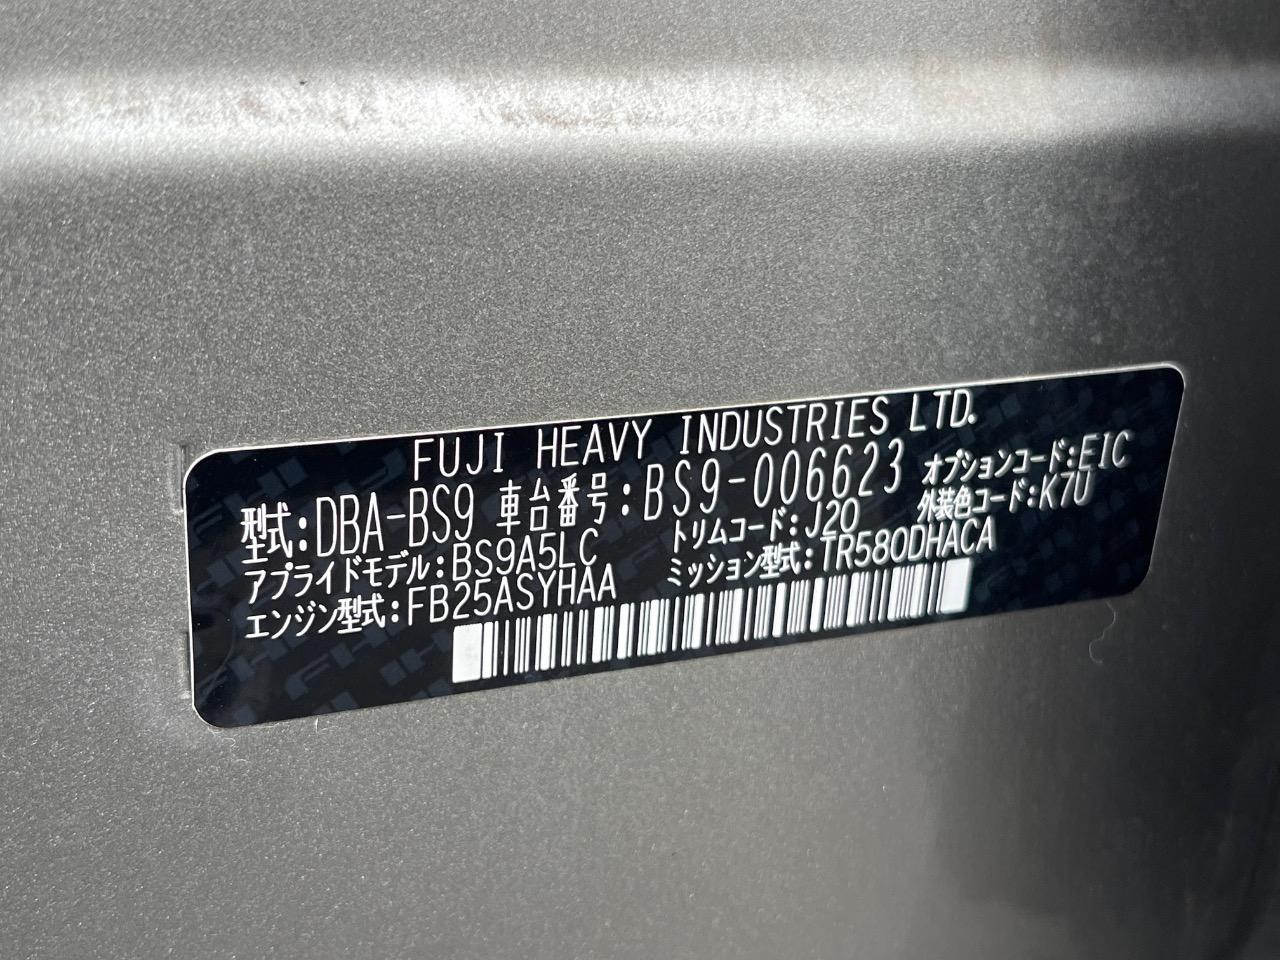 FUJI HEAVY INDUSTRIES LTD.
型式:DBA-BS9 車台番号:BS9-006623 オプションコード:EIC
アプライドモデル:BS9A5LC トリムコード:J20 外装色コード:K7U
エンジン型式:FB25ASYHAA ミッション型式:TR580DHACA